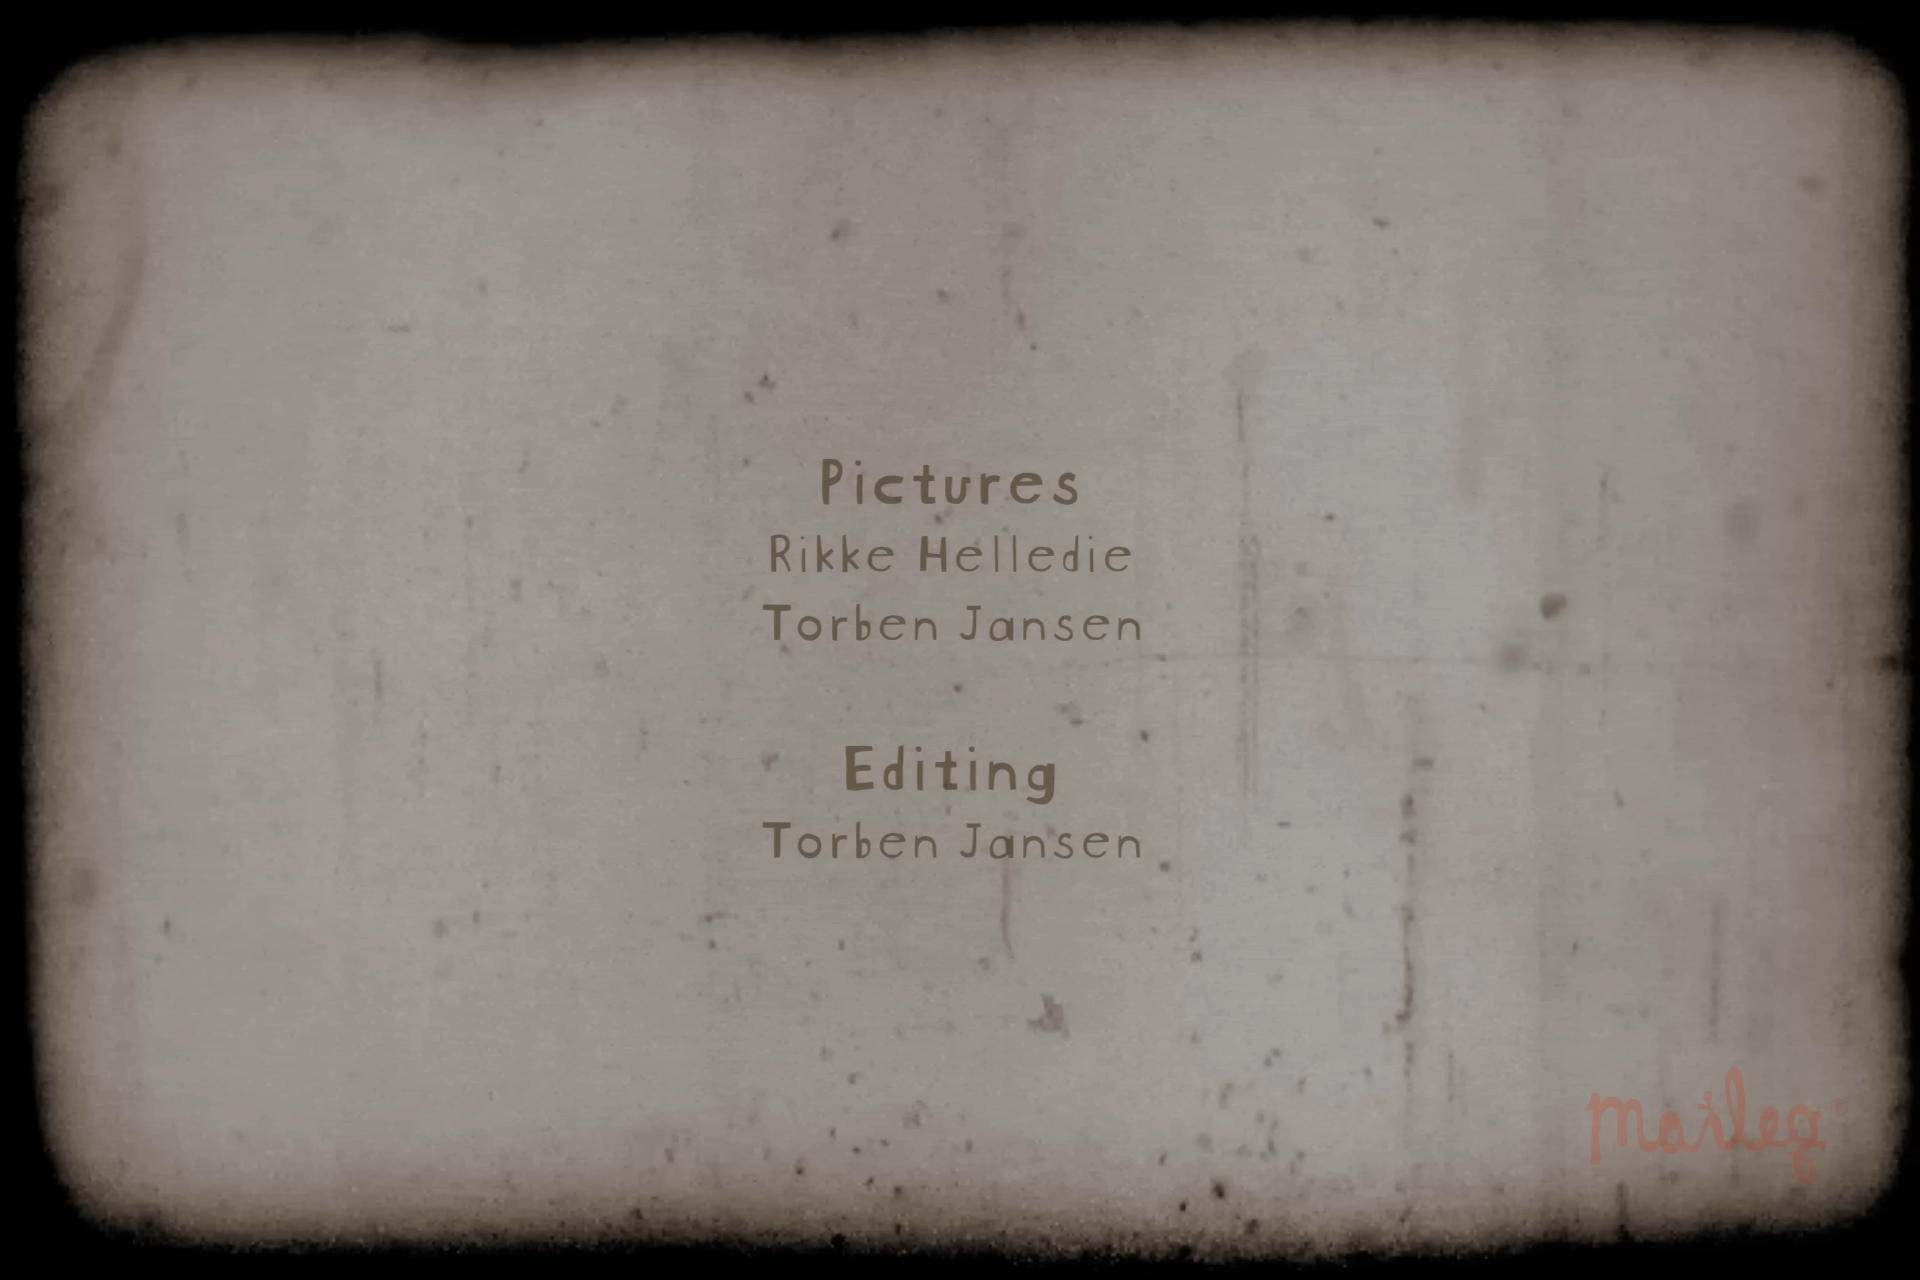 Pictures
Rikke Helledie
Torben Jansen
Editing
Torben Jansen
maileg